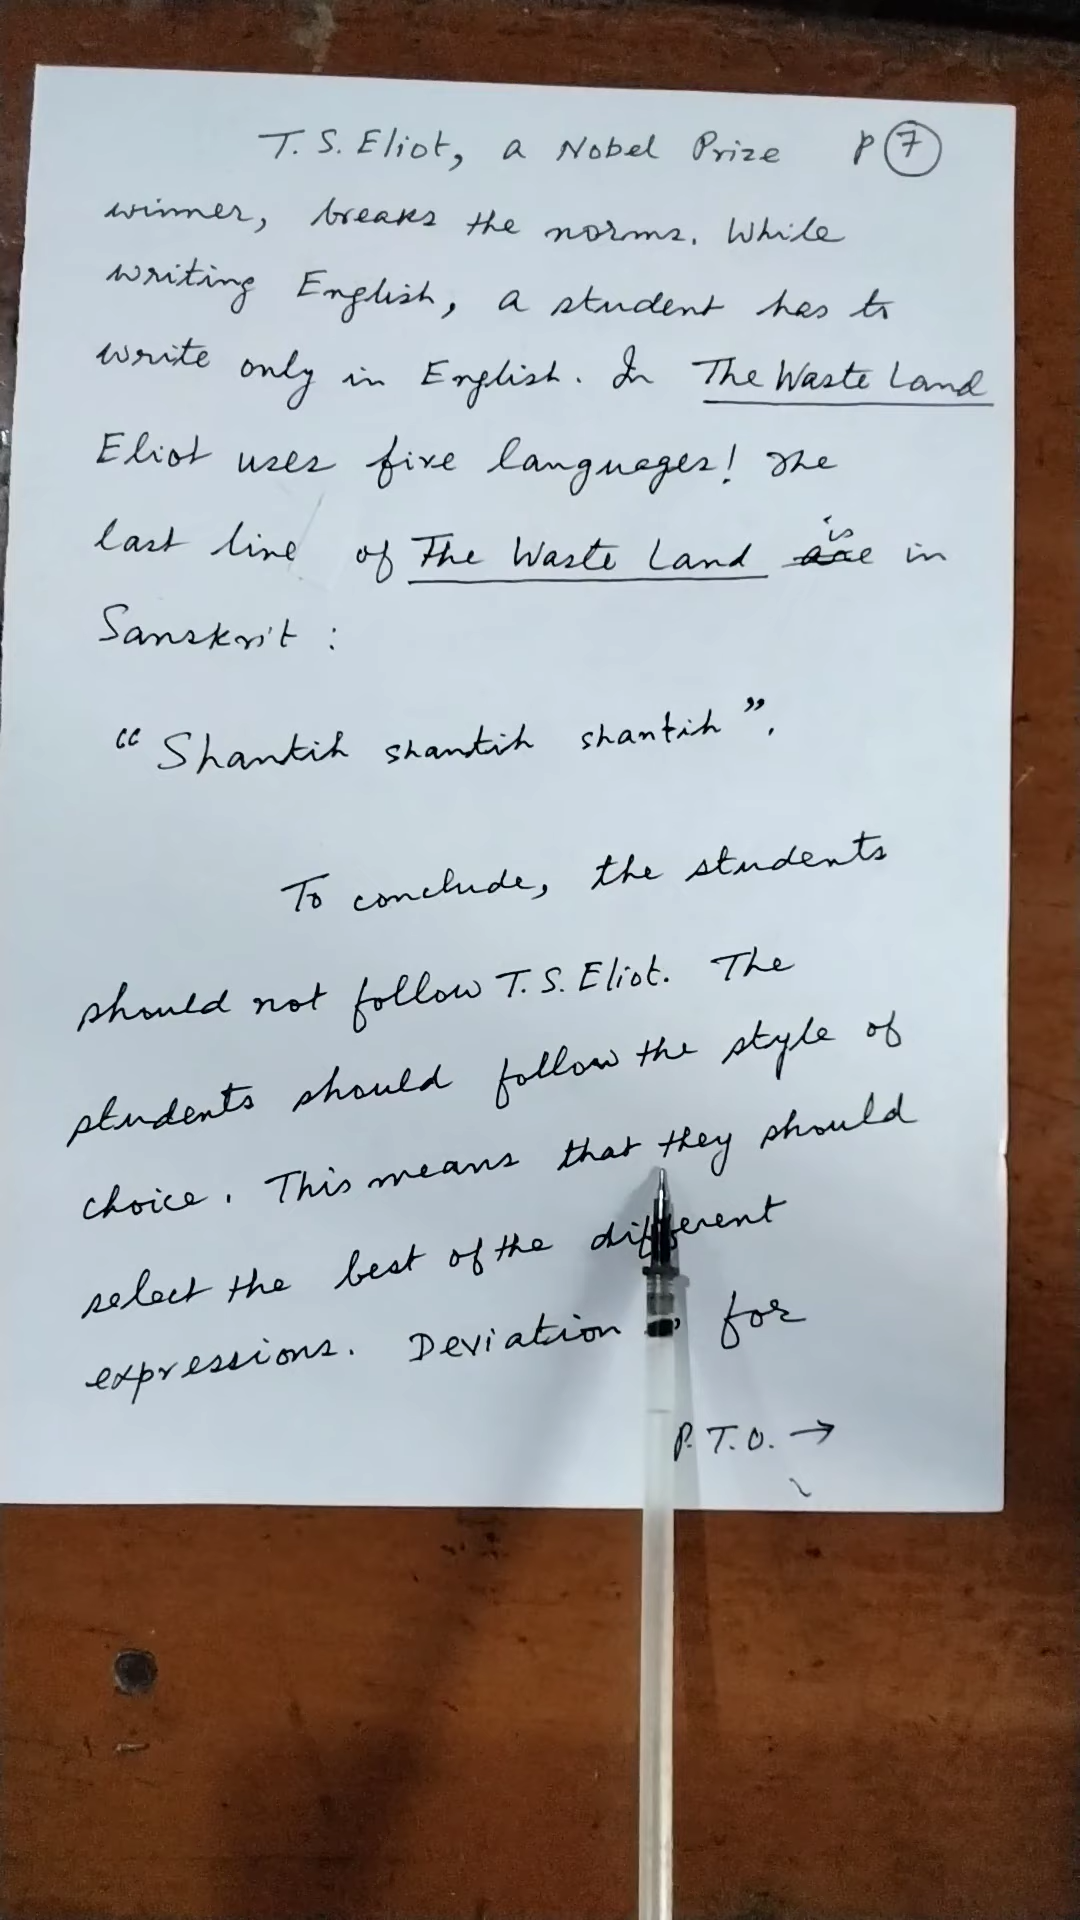 T. S. Eliot, a Nobel Prize P 7
winner, breaks the norms. While
writing English, a student has to
write only in English. In The Waste Land
Eliot uses five languages! The
last line of The Waste Land is in
Sanskrit :
“ Shantih shantih shantih ”.
To conclude, the students
should not follow T. S. Eliot. The
students should follow the style of
choice. This means that they should
select the best of the different
expressions. Deviation for
P. T. O. →